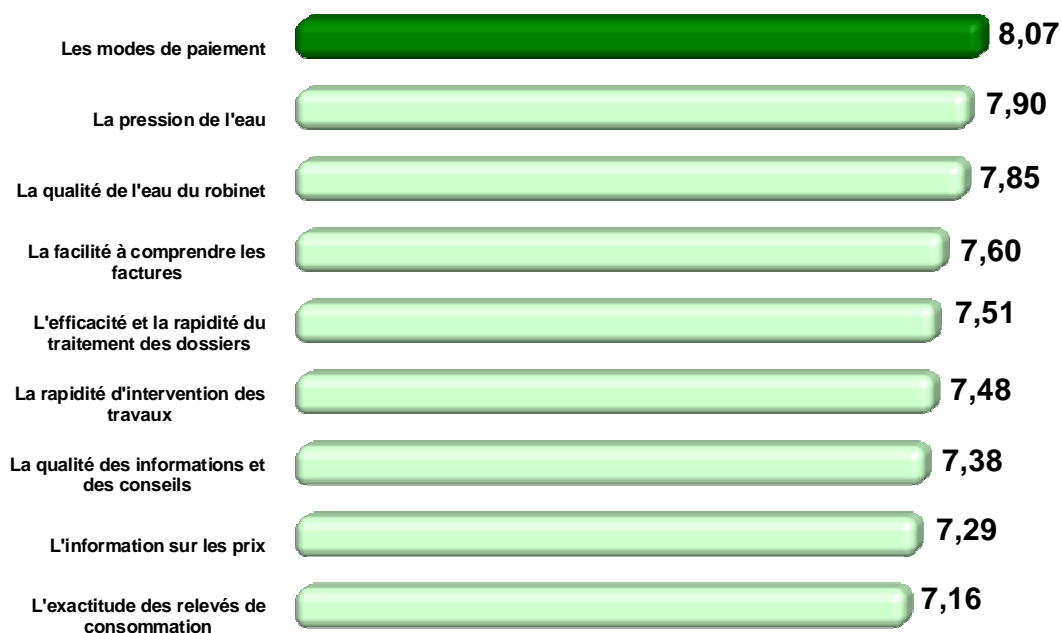 Les modes de paiement
8,07
La pression de l'eau
7,90
La qualité de l'eau du robinet
7,85
La facilité à comprendre les
factures
7,60
L'efficacité et la rapidité du
traitement des dossiers
7,51
La rapidité d'intervention des
travaux
7,48
La qualité des informations et
des conseils
7,38
L'information sur les prix
7,29
L'exactitude des relevés de
consommation
7,16